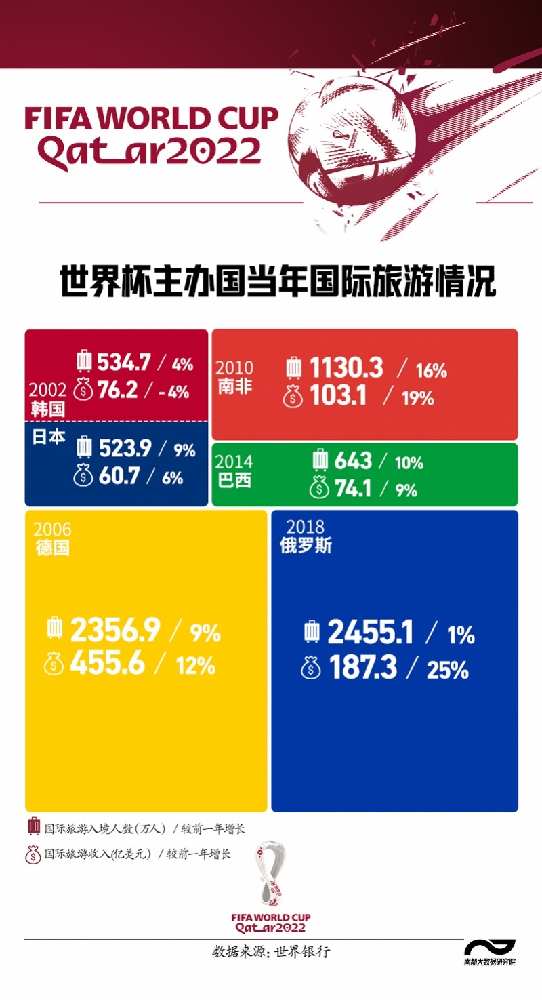 FIFA WORLD CUP
Qatar2022
世界杯主办国当年国际旅游情况
2002
韩国
534.7 / 4%
76.2 / -4%
日本
523.9 / 9%
60.7 / 6%
2010
南非
1130.3 / 16%
103.1 / 19%
2014
巴西
643 / 10%
74.1 / 9%
2006
德国
2356.9 / 9%
455.6 / 12%
2018
俄罗斯
2455.1 / 1%
187.3 / 25%
国际旅游入境人数(万人) / 较前一年增长
国际旅游收入(亿美元) / 较前一年增长
FIFA WORLD CUP
Qatar2022
数据来源：世界银行
南都大数据研究院